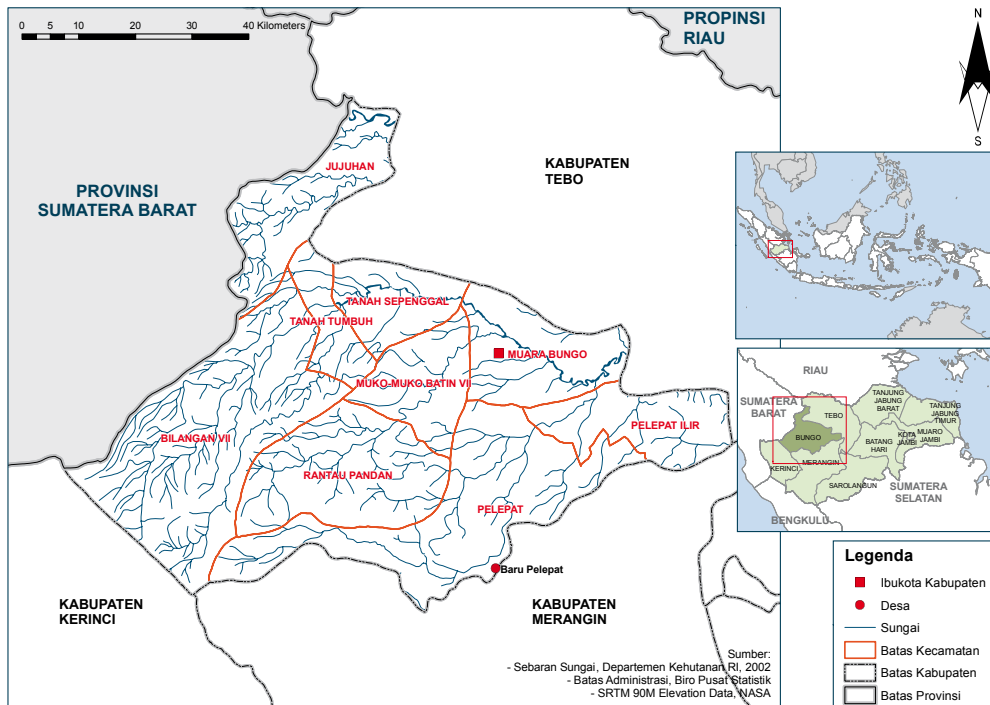 0 5 10 20 30 40 Kilometers
PROPINSI
RIAU
N
S
JUJUHAN
KABUPATEN
TEBO
PROVINSI
SUMATERA BARAT
TANAH SEPENGGAL
TANAH TUMBUH
MUARA BUNGO
MUKO-MUKO BATIN VII
PELEPAT ILIR
BILANGAN VII
RANTAU PANDAN
PELEPAT
Baru Pelepat
KABUPATEN
KERINCI
KABUPATEN
MERANGIN
Sumber:
- Sebaran Sungai, Departemen Kehutanan RI, 2002
- Batas Administrasi, Biro Pusat Statistik
- SRTM 90M Elevation Data, NASA
RIAU
SUMATERA
BARAT
TEBO
TANJUNG
JABUNG
BARAT
TANJUNG
JABUNG
TIMUR
BUNGO
BATANG
HARI
KOTA
JAMBI
MUARO
JAMBI
KERINCI
MERANGIN
SAROLANGUN
SUMATERA
SELATAN
BENGKULU
Legenda
Ibukota Kabupaten
Desa
Sungai
Batas Kecamatan
Batas Kabupaten
Batas Provinsi